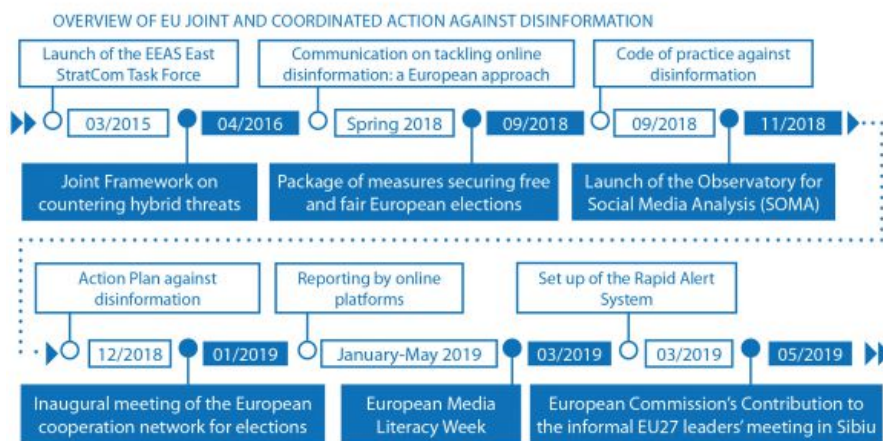 OVERVIEW OF EU JOINT AND COORDINATED ACTION AGAINST DISINFORMATION
Launch of the EEAS East
StratCom Task Force
Communication on tackling online
disinformation: a European approach
Code of practice against
disinformation
03/2015
04/2016
Spring 2018
09/2018
09/2018
11/2018
Joint Framework on
countering hybrid threats
Package of measures securing free
and fair European elections
Launch of the Observatory for
Social Media Analysis (SOMA)
Action Plan against
disinformation
Reporting by online
platforms
Set up of the Rapid Alert
System
12/2018
01/2019
January-May 2019
03/2019
03/2019
05/2019
Inaugural meeting of the European
cooperation network for elections
European Media
Literacy Week
European Commission's Contribution to
the informal EU27 leaders' meeting in Sibiu